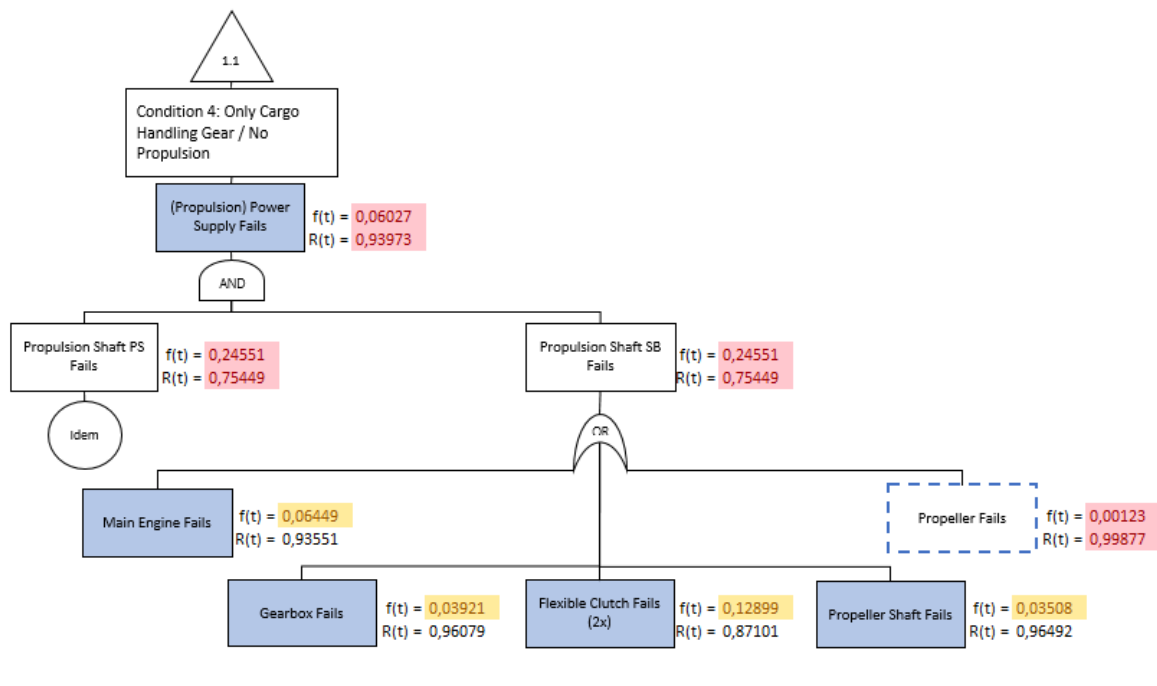 1.1
Condition 4: Only Cargo
Handling Gear / No
Propulsion
(Propulsion) Power
Supply Fails
f(t) = 0,06027
R(t) = 0,93973
AND
Propulsion Shaft PS
Fails
f(t) = 0,24551
R(t) = 0,75449
Propulsion Shaft SB
Fails
f(t) = 0,24551
R(t) = 0,75449
Idem
OR
Main Engine Fails
f(t) = 0,06449
R(t) = 0,93551
Propeller Fails
f(t) = 0,00123
R(t) = 0,99877
Gearbox Fails
f(t) = 0,03921
R(t) = 0,96079
Flexible Clutch Fails
(2x)
f(t) = 0,12899
R(t) = 0,87101
Propeller Shaft Fails
f(t) = 0,03508
R(t) = 0,96492